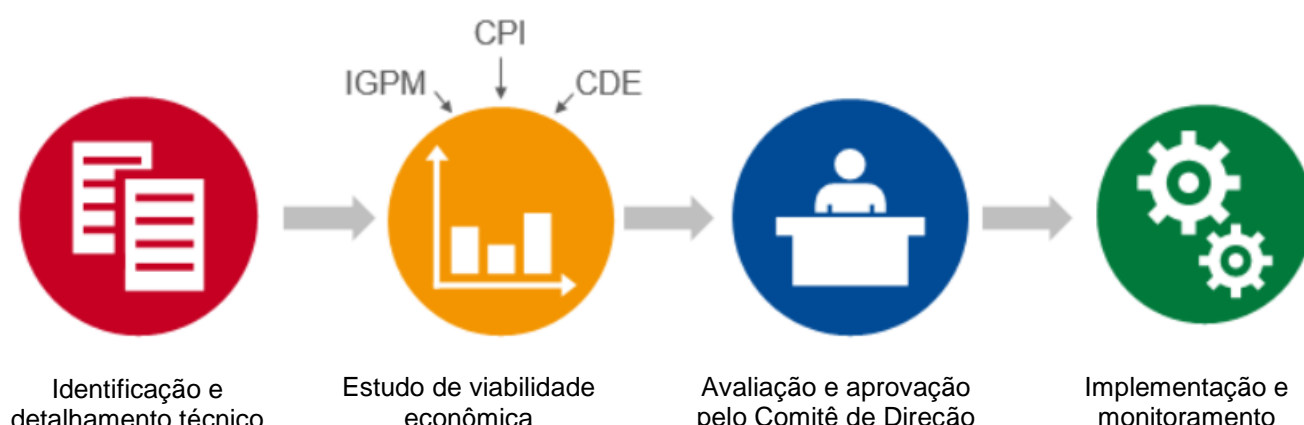 CPI
IGPM
CDE
Identificação e
detalhamento técnico
Estudo de viabilidade
econômica
Avaliação e aprovação
pelo Comitê de Direção
Implementação e
monitoramento